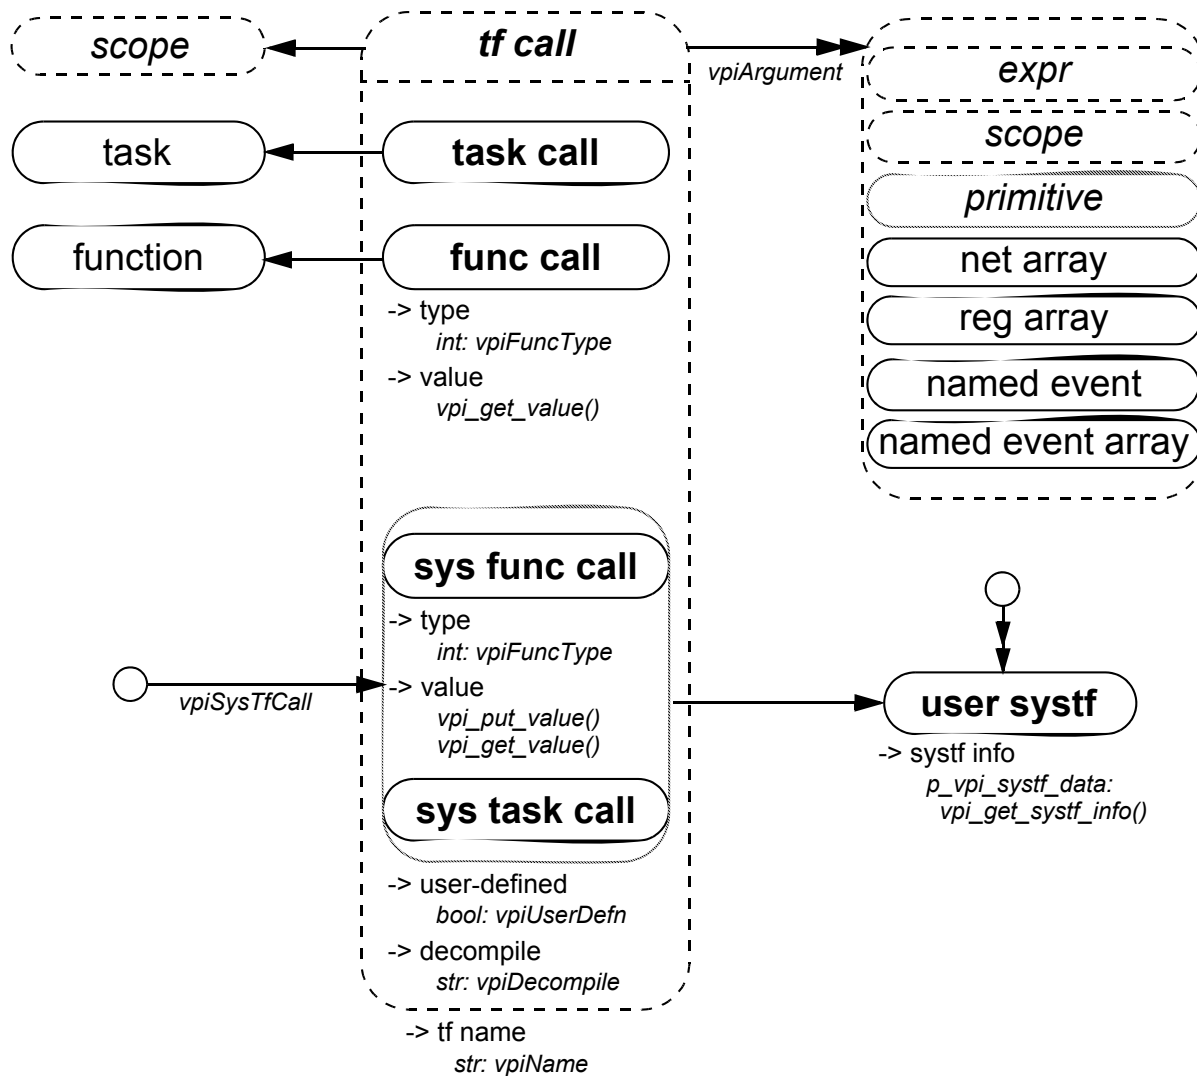 scope
tf call
vpiArgument
expr
scope
primitive
net array
reg array
named event
named event array
task
task call
function
func call
-> type
int: vpiFuncType
-> value
vpi_get_value()
sys func call
-> type
int: vpiFuncType
-> value
vpi_put_value()
vpi_get_value()
sys task call
vpiSysTfCall
user systf
-> systf info
p_vpi_systf_data:
vpi_get_systf_info()
-> user-defined
bool: vpiUserDefn
-> decompile
str: vpiDecompile
-> tf name
str: vpiName